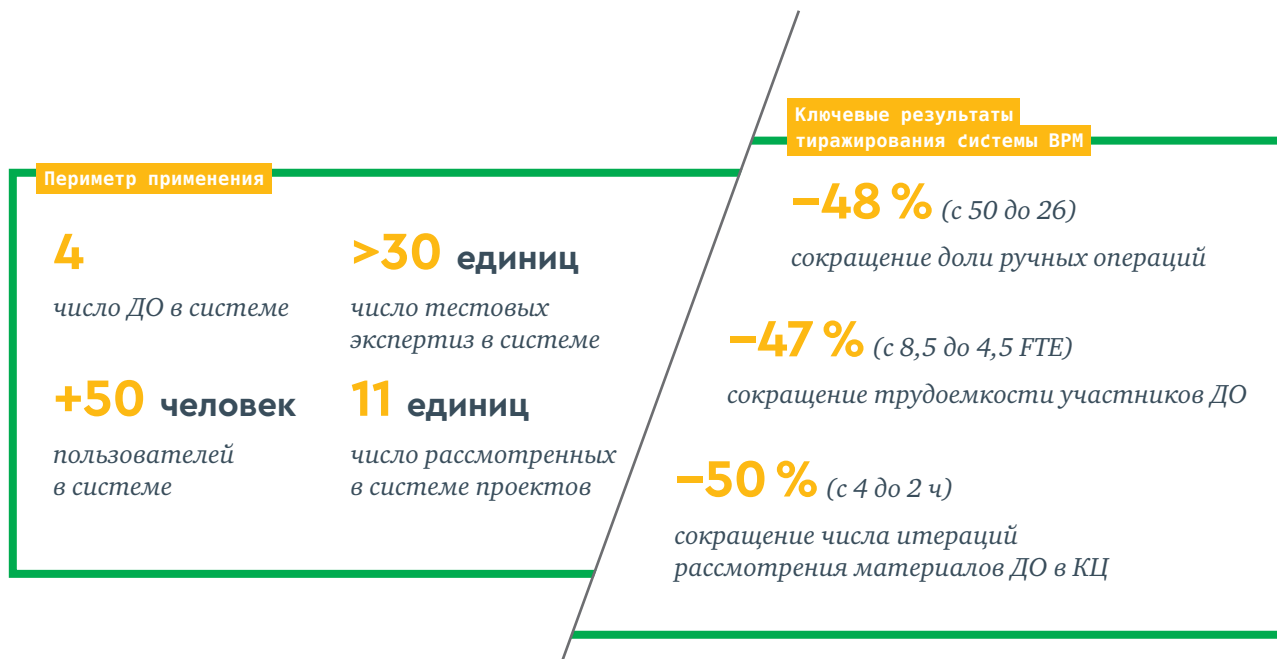 Периметр применения
4
число ДО в системе
>30 единиц
число тестовых
экспертиз в системе
+50 человек
пользователей
в системе
11 единиц
число рассмотренных
в системе проектов
Ключевые результаты
тиражирования системы BPM
–48 % (с 50 до 26)
сокращение доли ручных операций
–47 % (с 8,5 до 4,5 FTE)
сокращение трудоемкости участников ДО
–50 % (с 4 до 2 ч)
сокращение числа итераций
рассмотрения материалов ДО в КЦ